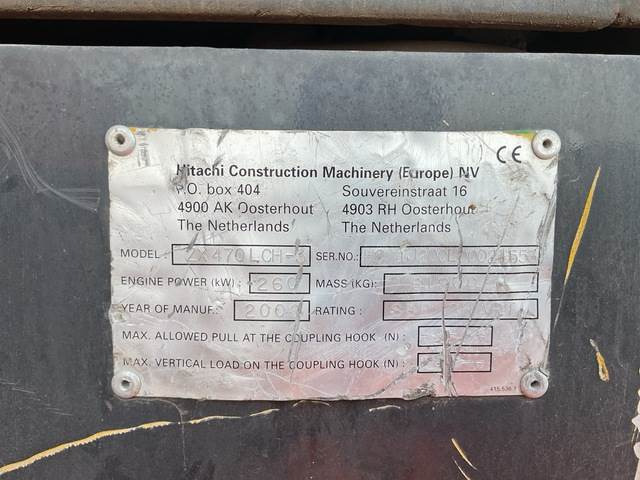 CE
Hitachi Construction Machinery (Europe) NV
P.O. box 404 Souvereinstraat 16
4900 AK Oosterhout 4903 RH Oosterhout
The Netherlands The Netherlands
MODEL : ZX470LCH-3 SERIAL.NO.:
ENGINE POWER (kW) : 260 MASS (KG):
YEAR OF MANUF.: RATING :
MAX. ALLOWED PULL AT THE COUPLING HOOK (N) :
MAX. VERTICAL LOAD ON THE COUPLING HOOK (N) :